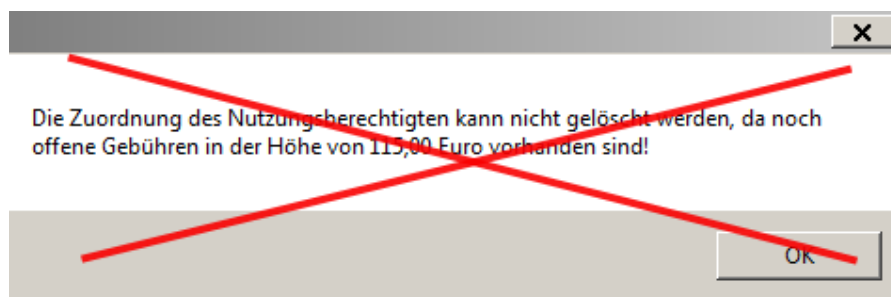 Die Zuordnung des Nutzungsberechtigten kann nicht gelöscht werden, da noch
offene Gebühren in der Höhe von 115,00 Euro vorhanden sind!
OK